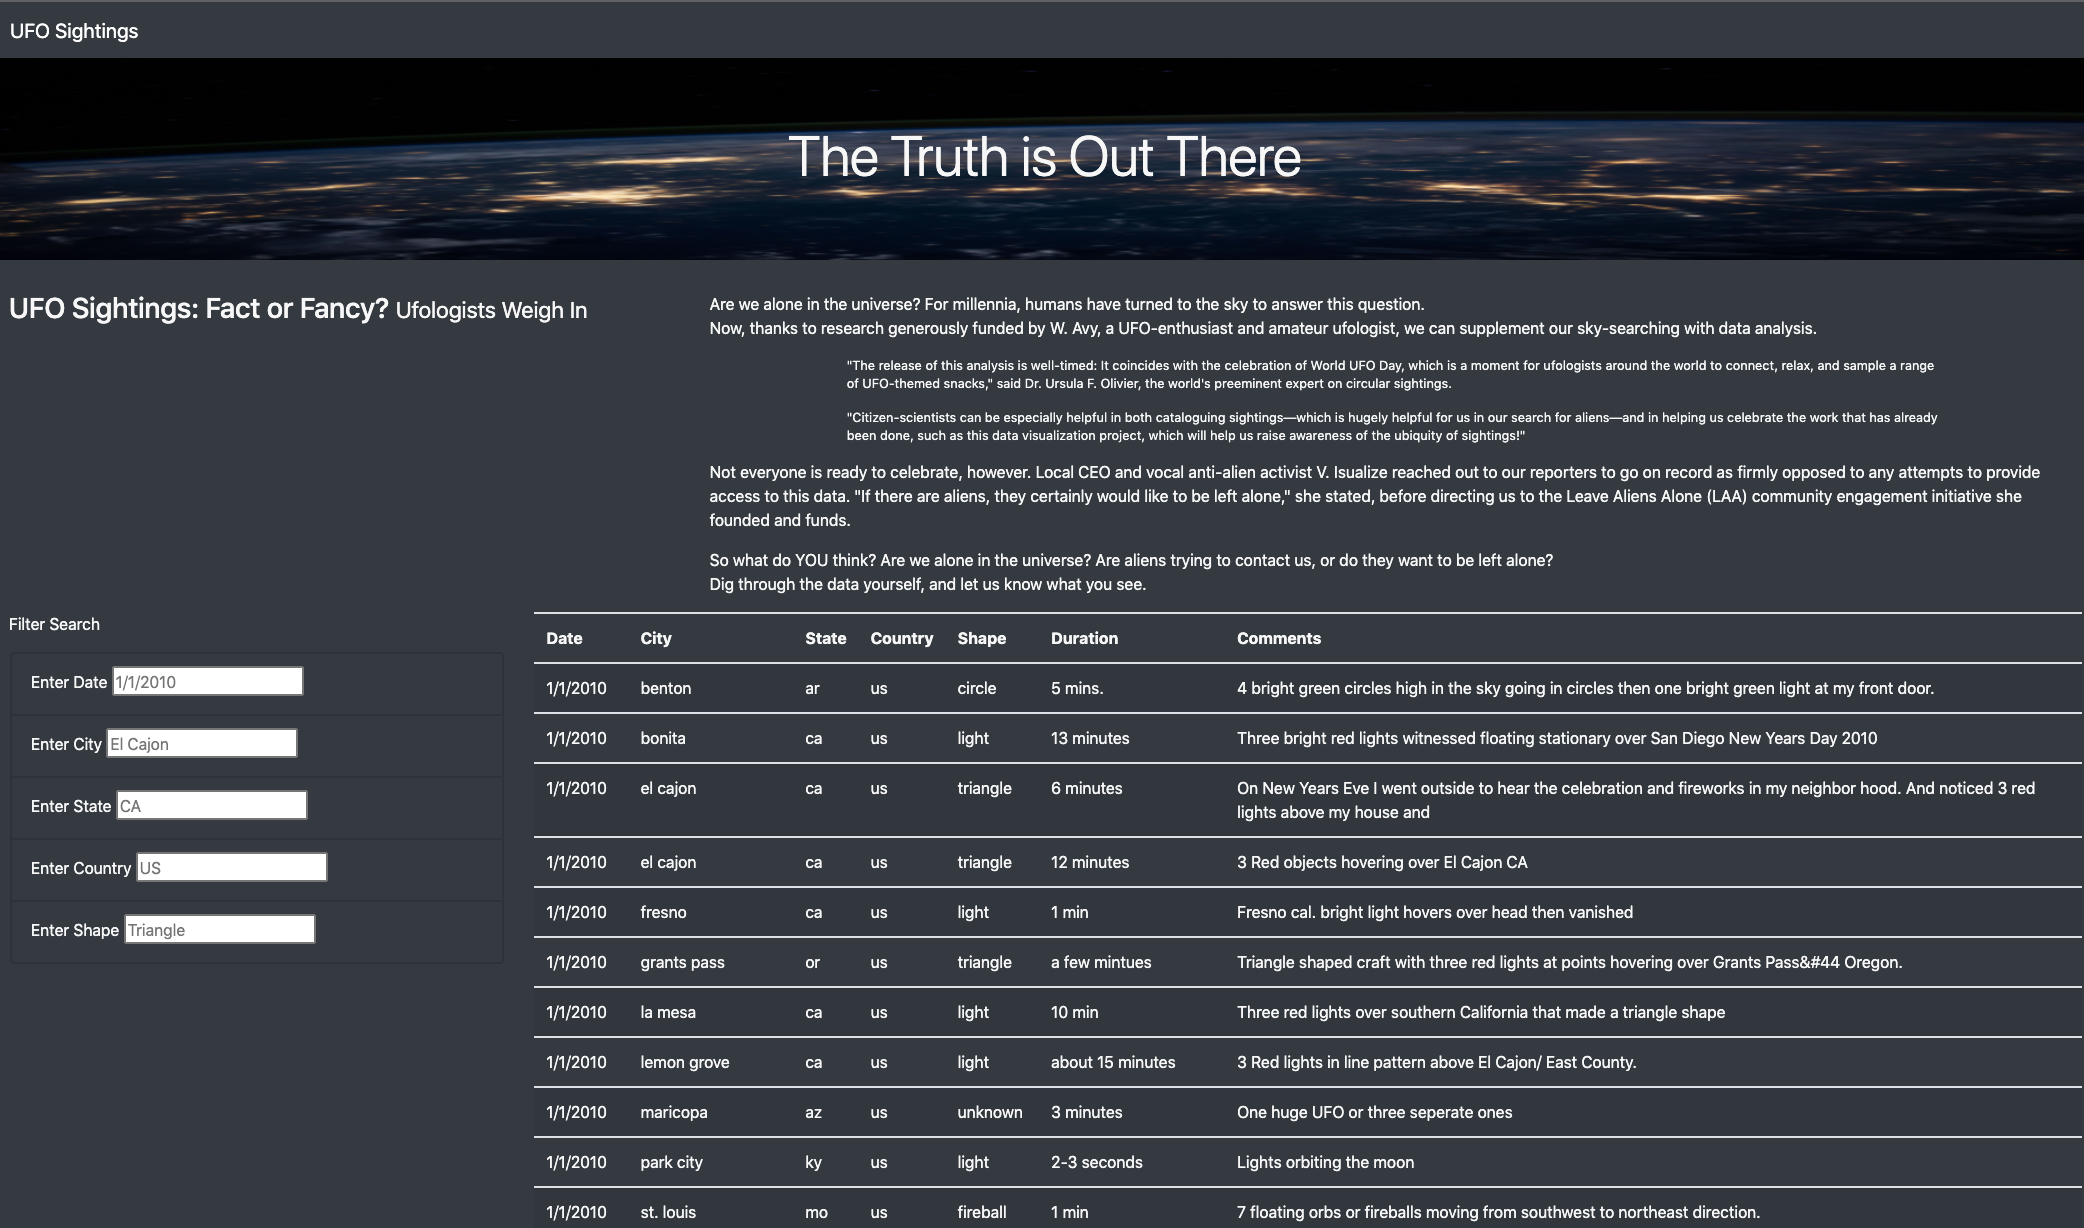 UFO Sightings
The Truth is Out There
UFO Sightings: Fact or Fancy? Ufologists Weigh In
Are we alone in the universe? For millennia, humans have turned to the sky to answer this question.
Now, thanks to research generously funded by W. Avy, a UFO-enthusiast and amateur ufologist, we can supplement our sky-searching with data analysis.
"The release of this analysis is well-timed: It coincides with the celebration of World UFO Day, which is a moment for ufologists around the world to connect, relax, and sample a range
of UFO-themed snacks," said Dr. Ursula F. Olivier, the world's preeminent expert on circular sightings.
"Citizen-scientists can be especially helpful in both cataloguing sightings—which is hugely helpful for us in our search for aliens—and in helping us celebrate the work that has already
been done, such as this data visualization project, which will help us raise awareness of the ubiquity of sightings!"
Not everyone is ready to celebrate, however. Local CEO and vocal anti-alien activist V. Isualize reached out to our reporters to go on record as firmly opposed to any attempts to provide
access to this data. "If there are aliens, they certainly would like to be left alone," she stated, before directing us to the Leave Aliens Alone (LAA) community engagement initiative she
founded and funds.
So what do YOU think? Are we alone in the universe? Are aliens trying to contact us, or do they want to be left alone?
Dig through the data yourself, and let us know what you see.
Filter Search
Enter Date 1/1/2010
Enter City El Cajon
Enter State CA
Enter Country US
Enter Shape Triangle
Date City State Country Shape Duration Comments
1/1/2010 benton ar us circle 5 mins. 4 bright green circles high in the sky going in circles then one bright green light at my front door.
1/1/2010 bonita ca us light 13 minutes Three bright red lights witnessed floating stationary over San Diego New Years Day 2010
1/1/2010 el cajon ca us triangle 6 minutes On New Years Eve I went outside to hear the celebration and fireworks in my neighbor hood. And noticed 3 red
lights above my house and
1/1/2010 el cajon ca us triangle 12 minutes 3 Red objects hovering over El Cajon CA
1/1/2010 fresno ca us light 1 min Fresno cal. bright light hovers over head then vanished
1/1/2010 grants pass or us triangle a few mintues Triangle shaped craft with three red lights at points hovering over Grants Pass&#44 Oregon.
1/1/2010 la mesa ca us light 10 min Three red lights over southern California that made a triangle shape
1/1/2010 lemon grove ca us light about 15 minutes 3 Red lights in line pattern above El Cajon/ East County.
1/1/2010 maricopa az us unknown 3 minutes One huge UFO or three seperate ones
1/1/2010 park city ky us light 2-3 seconds Lights orbiting the moon
1/1/2010 st. louis mo us fireball 1 min 7 floating orbs or fireballs moving from southwest to northeast direction.